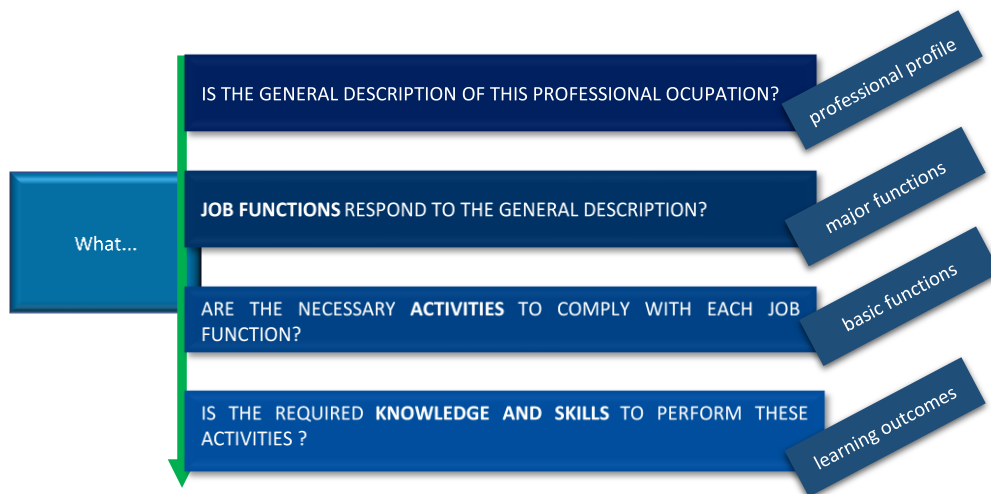 What...
IS THE GENERAL DESCRIPTION OF THIS PROFESSIONAL OCUPATION?
professional profile
JOB FUNCTIONS RESPOND TO THE GENERAL DESCRIPTION?
major functions
ARE THE NECESSARY ACTIVITIES TO COMPLY WITH EACH JOB
FUNCTION?
basic functions
IS THE REQUIRED KNOWLEDGE AND SKILLS TO PERFORM THESE
ACTIVITIES ?
learning outcomes